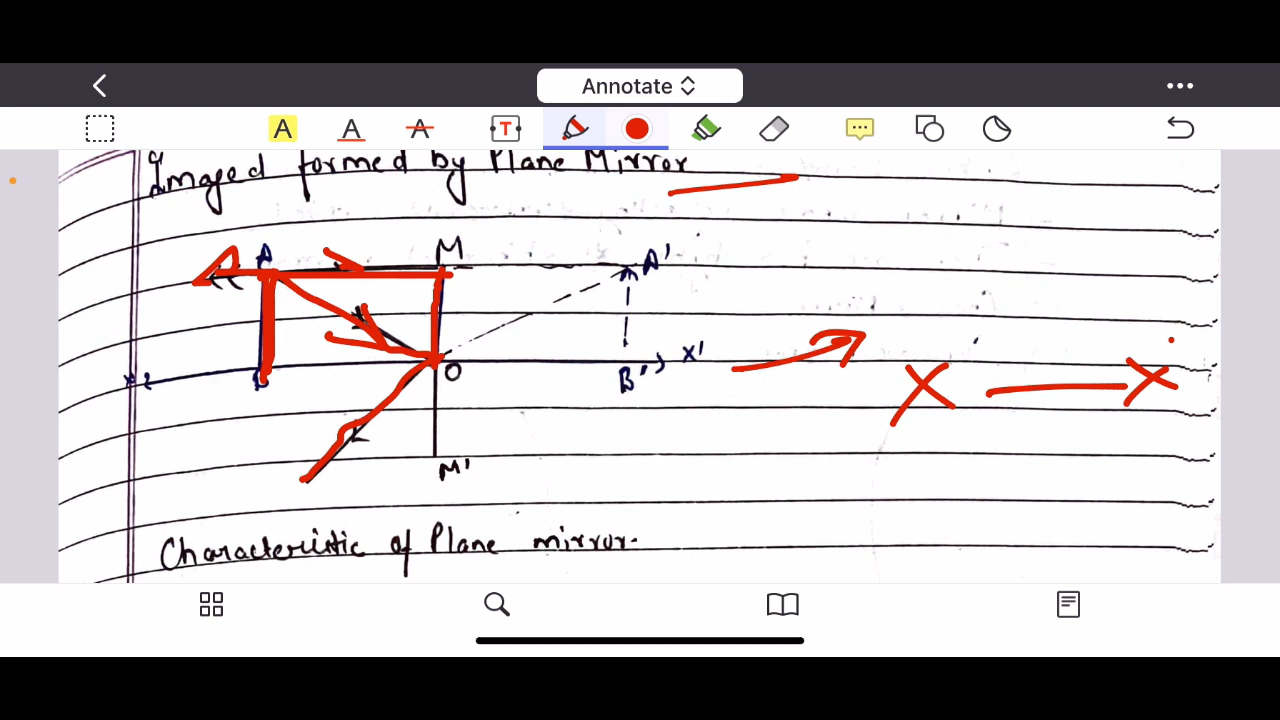 Annotate
A A A T
Imaged formed by Plane Mirror
A M A'
X B O B' X'
X — X
M'
Characteristic of Plane mirror.